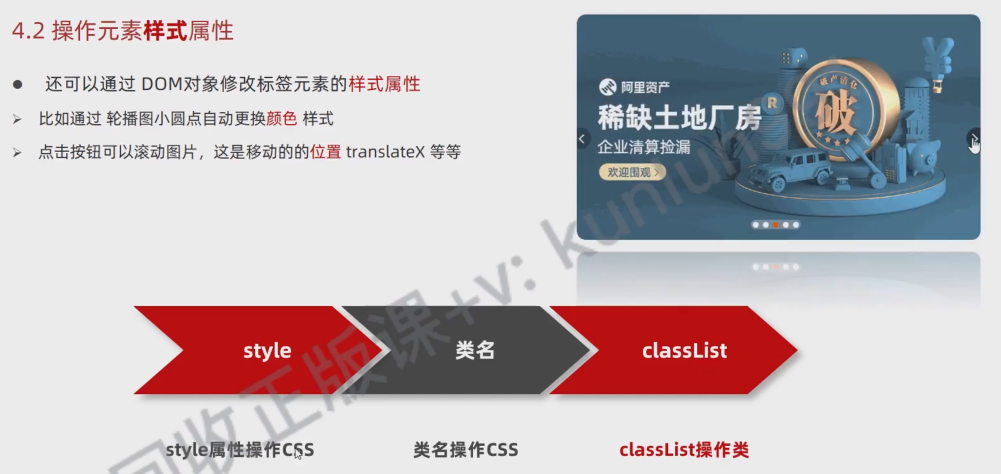 4.2 操作元素样式属性
● 还可以通过 DOM对象修改标签元素的样式属性
➢ 比如通过 轮播图小圆点自动更换颜色 样式
➢ 点击按钮可以滚动图片，这是移动的的位置 translateX 等等
阿里资产
稀缺土地厂房
企业清算捡漏
欢迎围观 >
破产清化
破
R
style
类名
classList
style属性操作CSS
类名操作CSS
classList操作类
回收正版课+v: kuniun